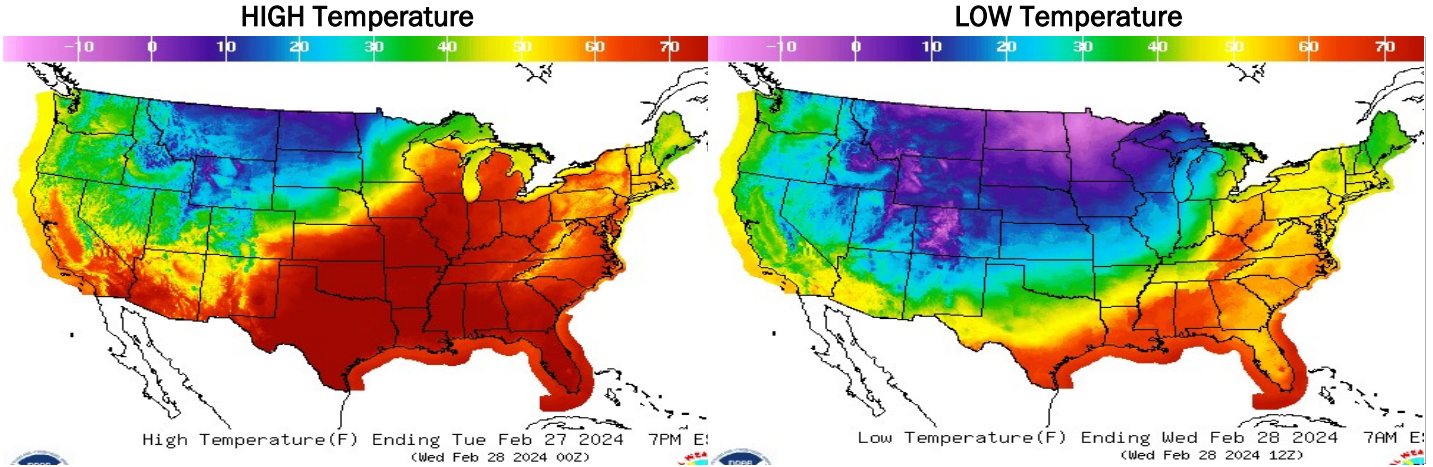 HIGH Temperature
-10 0 10 20 30 40 50 60 70
High Temperature(F) Ending Tue Feb 27 2024 7PM ES
(Wed Feb 28 2024 00Z)
LOW Temperature
-10 0 10 20 30 40 50 60 70
Low Temperature(F) Ending Wed Feb 28 2024 7AM ES
(Wed Feb 28 2024 12Z)